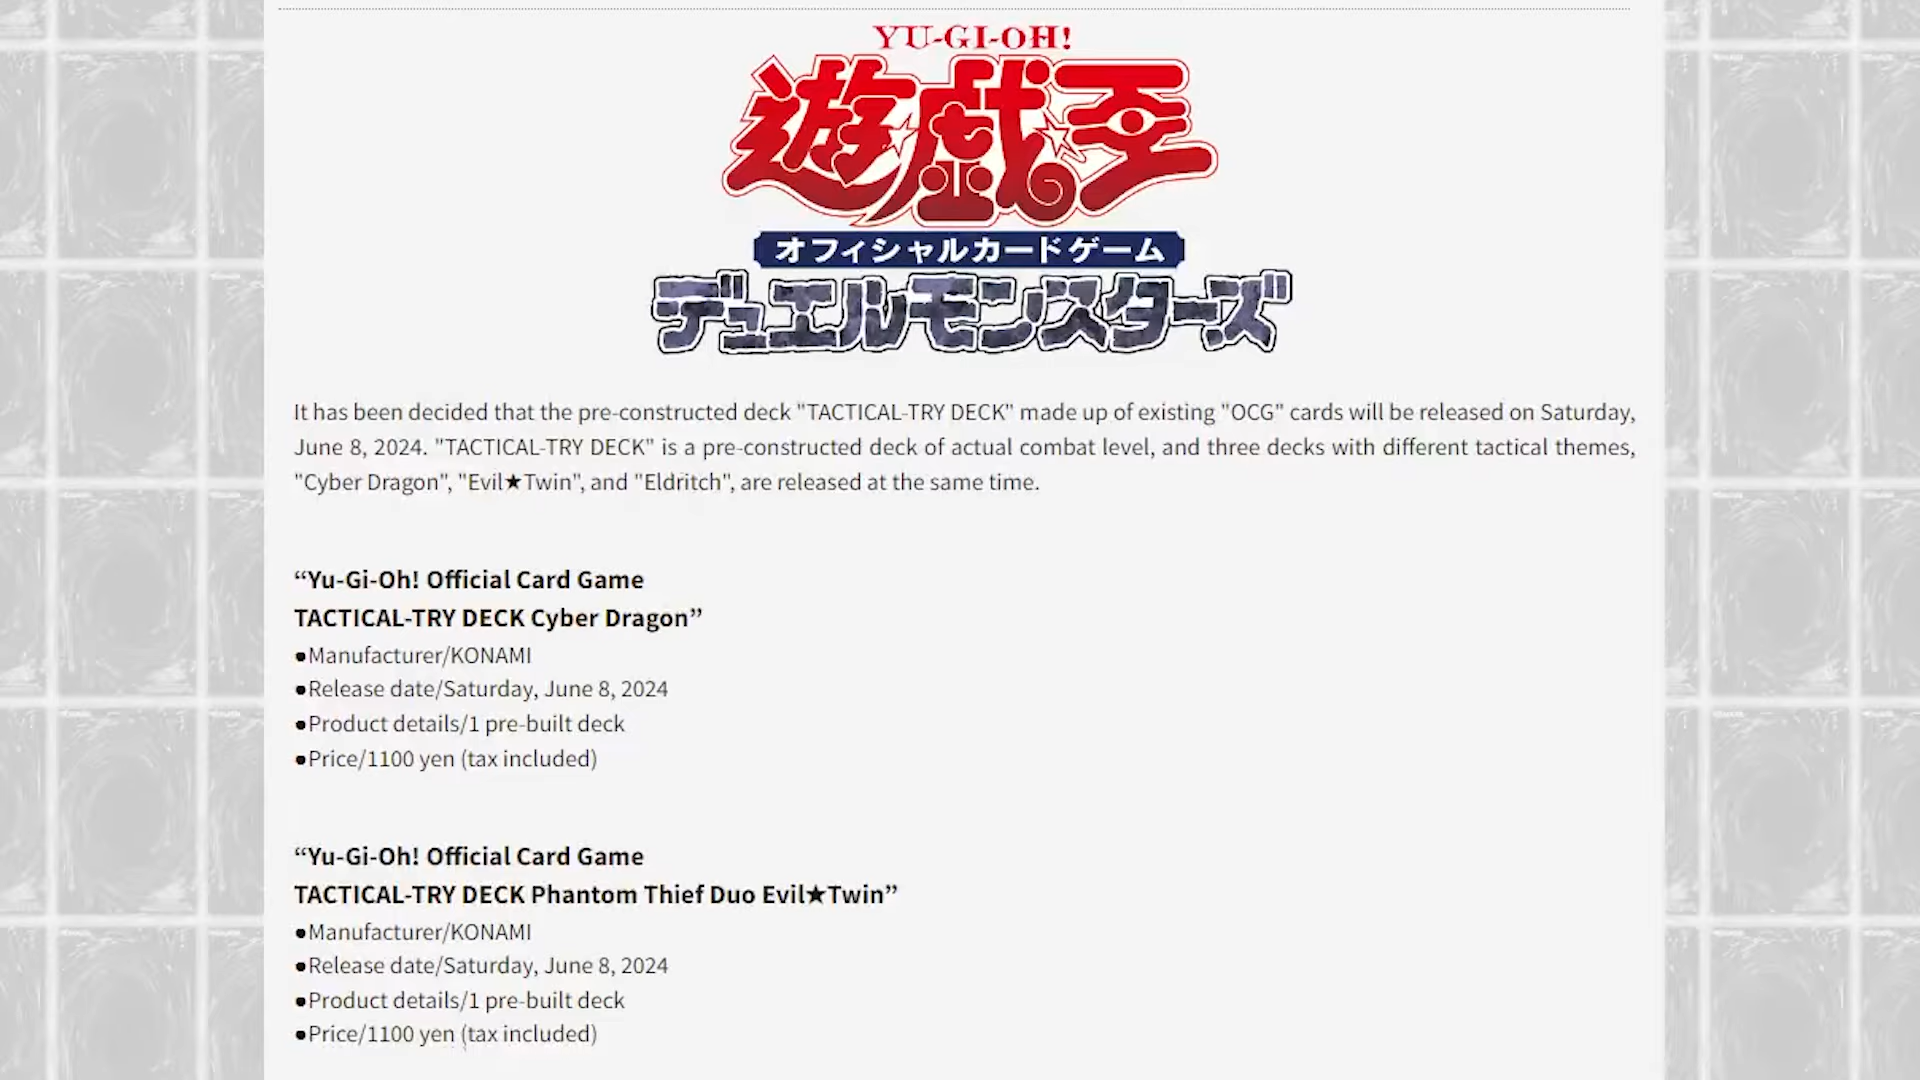 YU-GI-OH!
遊☆戯☆王
オフィシャルカードゲーム
デュエルモンスターズ
It has been decided that the pre-constructed deck "TACTICAL-TRY DECK" made up of existing "OCG" cards will be released on Saturday,
June 8, 2024. "TACTICAL-TRY DECK" is a pre-constructed deck of actual combat level, and three decks with different tactical themes,
"Cyber Dragon", "Evil★Twin", and "Eldritch", are released at the same time.
“Yu-Gi-Oh! Official Card Game
TACTICAL-TRY DECK Cyber Dragon”
●Manufacturer/KONAMI
●Release date/Saturday, June 8, 2024
●Product details/1 pre-built deck
●Price/1100 yen (tax included)
“Yu-Gi-Oh! Official Card Game
TACTICAL-TRY DECK Phantom Thief Duo Evil★Twin”
●Manufacturer/KONAMI
●Release date/Saturday, June 8, 2024
●Product details/1 pre-built deck
●Price/1100 yen (tax included)